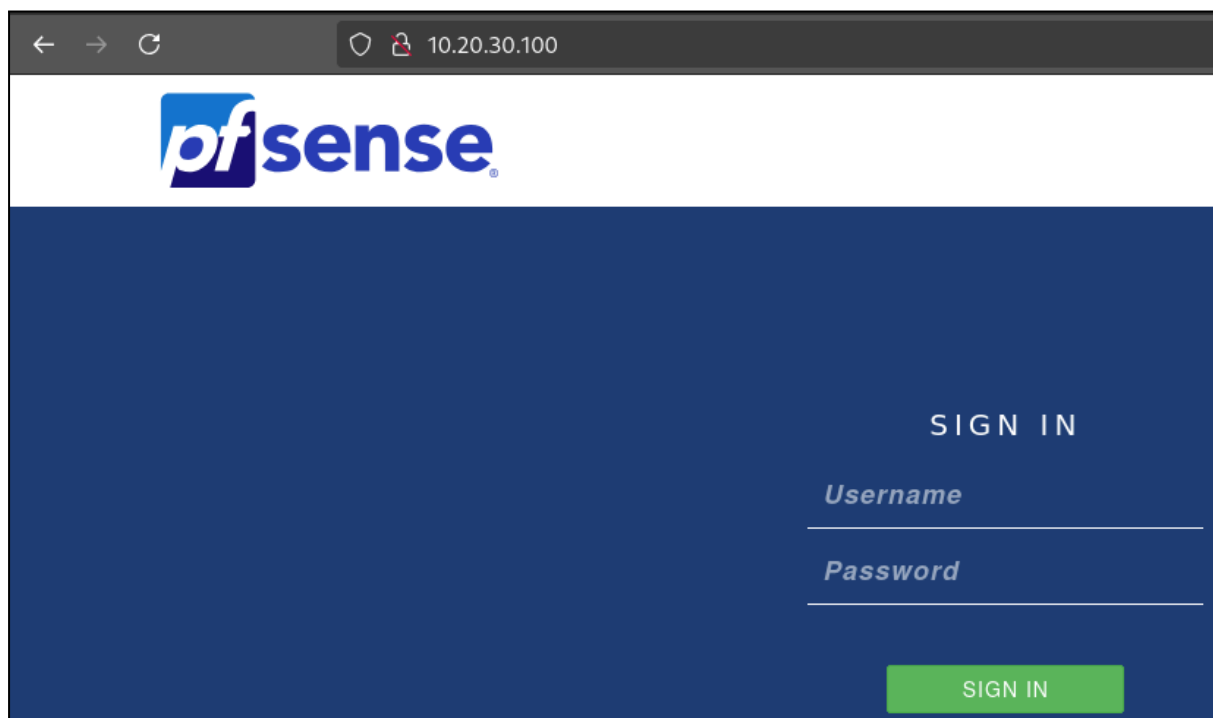 10.20.30.100
pfsense®
SIGN IN
Username
Password
SIGN IN